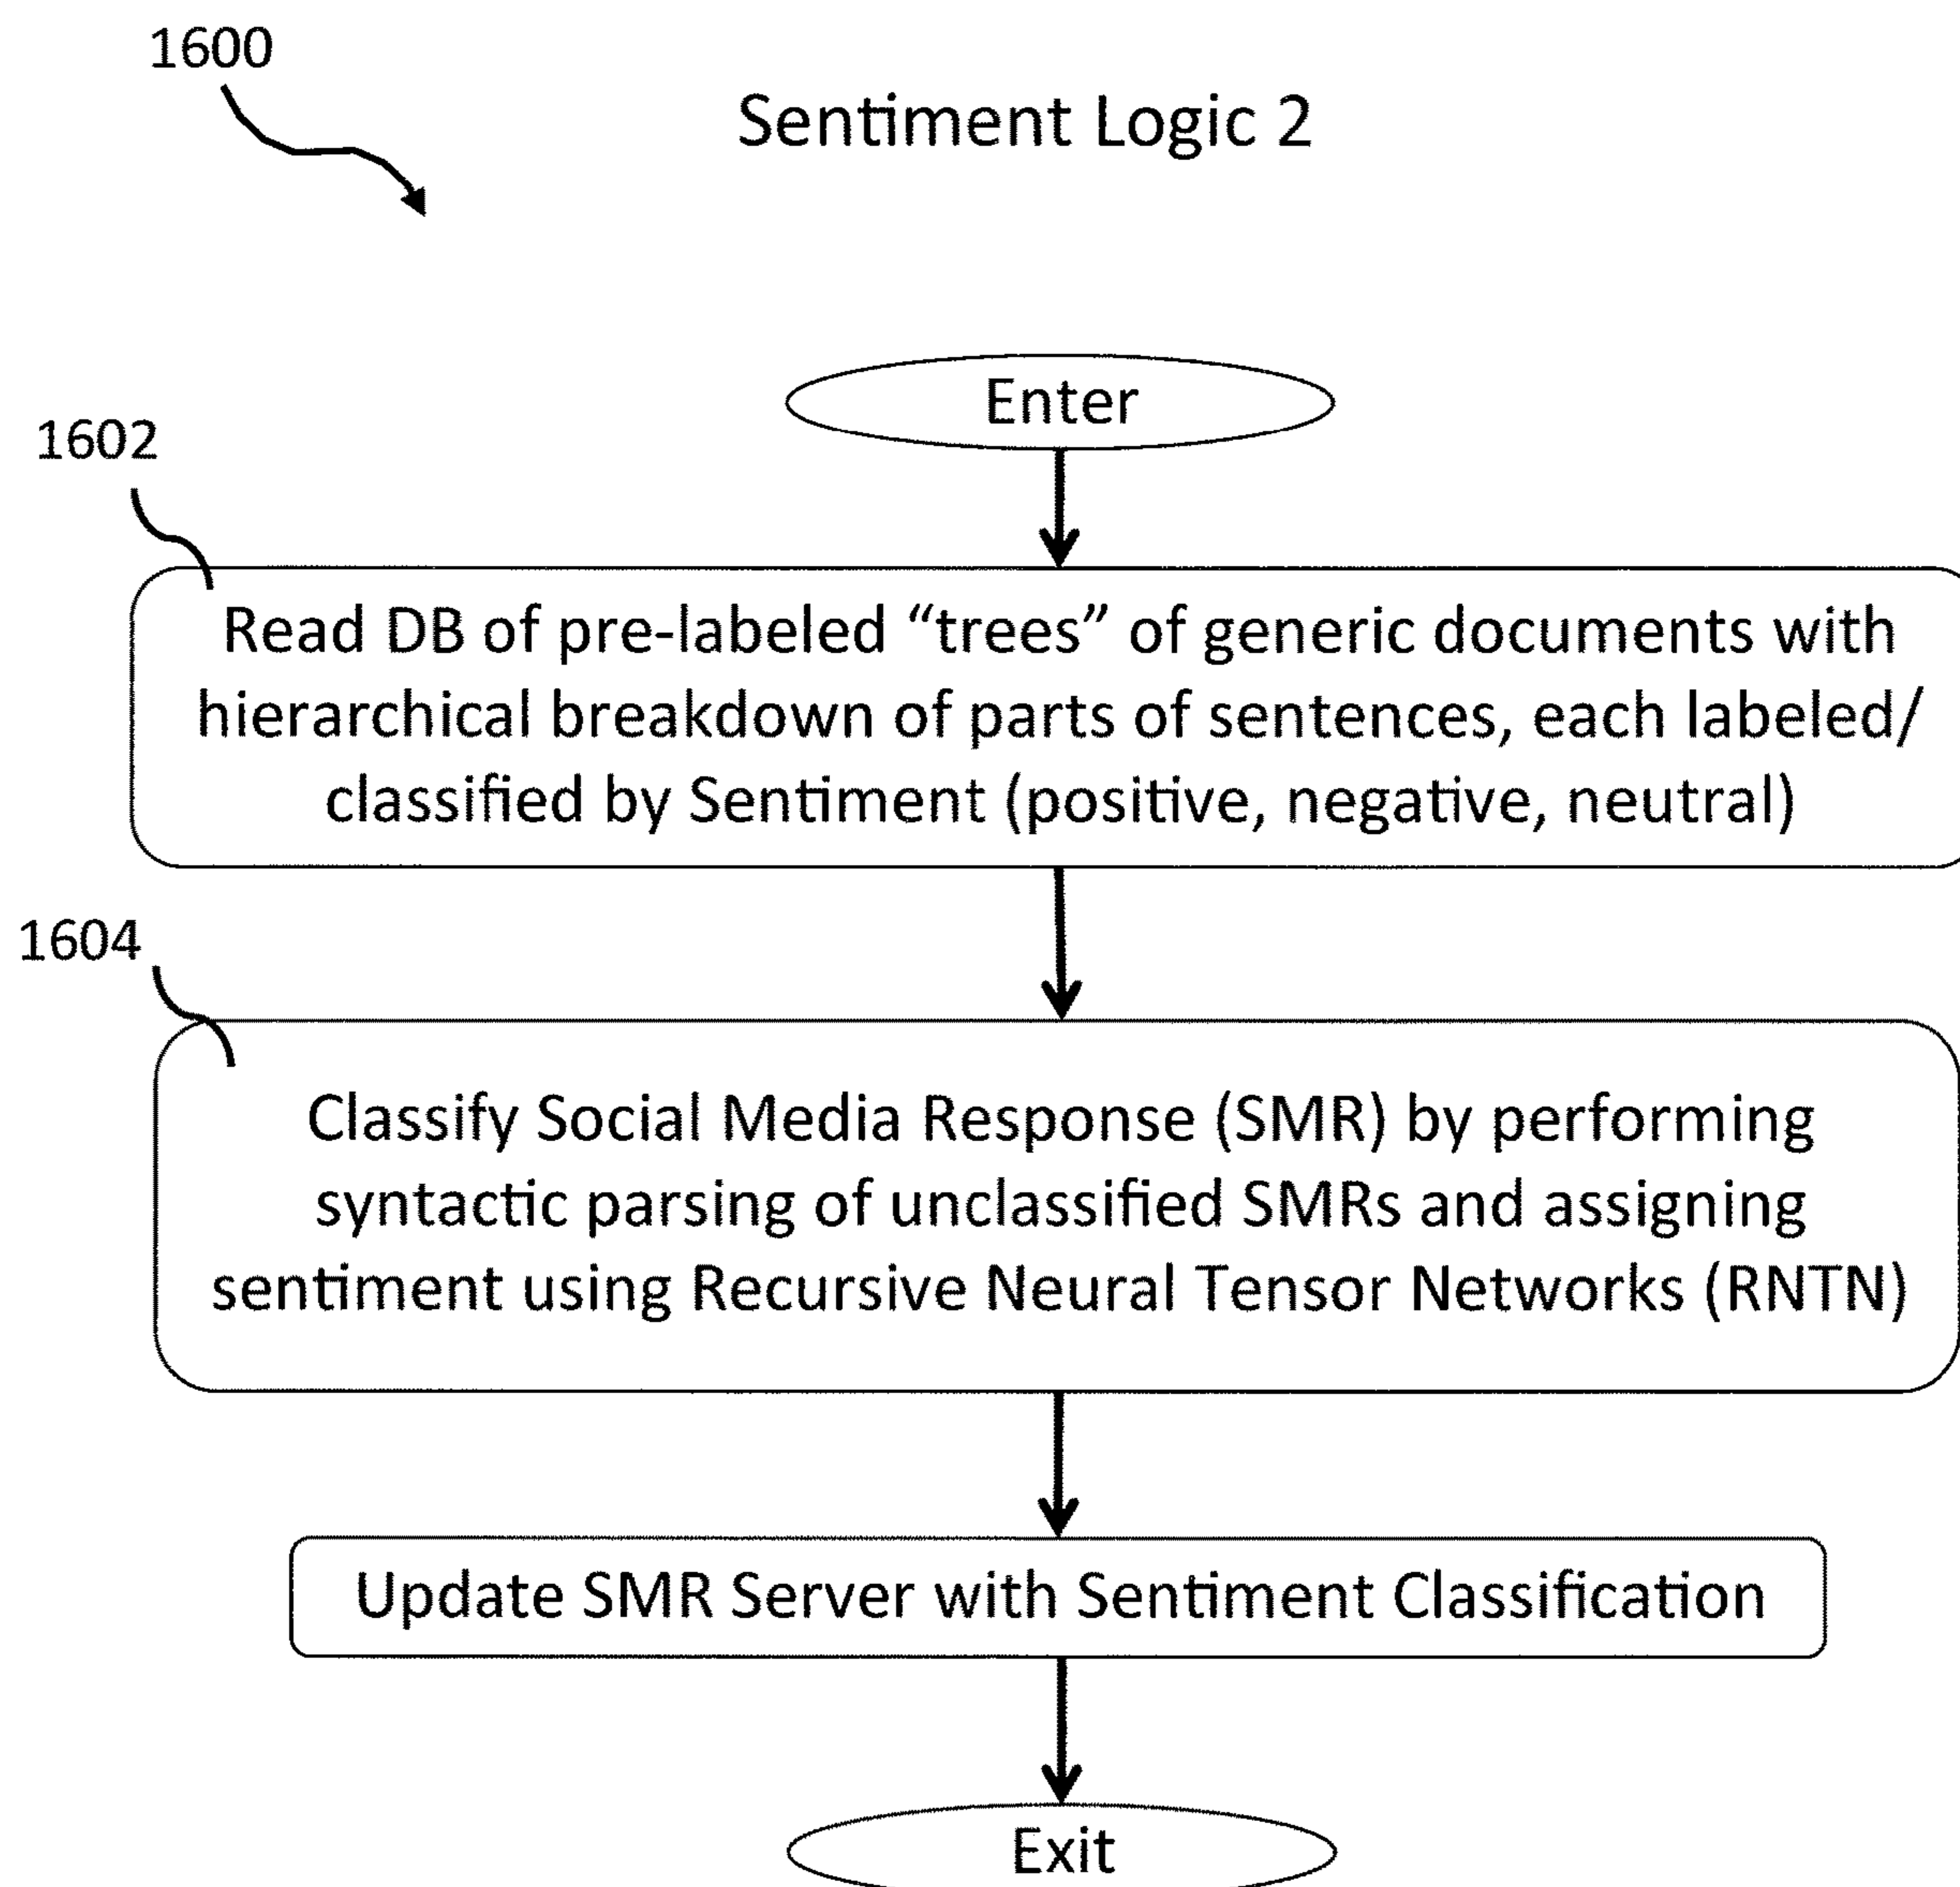 1600
Sentiment Logic 2
Enter
1602
Read DB of pre-labeled “trees” of generic documents with
hierarchical breakdown of parts of sentences, each labeled/
classified by Sentiment (positive, negative, neutral)
1604
Classify Social Media Response (SMR) by performing
syntactic parsing of unclassified SMRs and assigning
sentiment using Recursive Neural Tensor Networks (RNTN)
Update SMR Server with Sentiment Classification
Exit